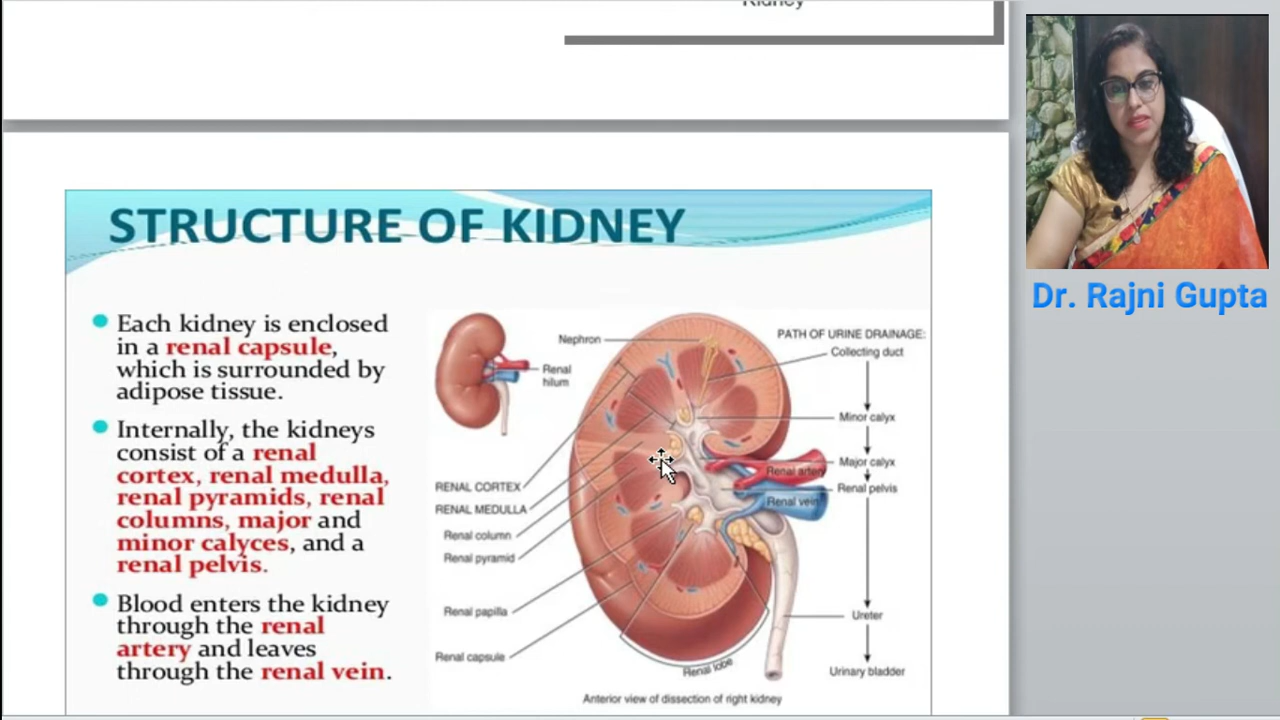 Kidney
Dr. Rajni Gupta
STRUCTURE OF KIDNEY
Each kidney is enclosed
in a renal capsule,
which is surrounded by
adipose tissue.
Internally, the kidneys
consist of a renal
cortex, renal medulla,
renal pyramids, renal
columns, major and
minor calyces, and a
renal pelvis.
Blood enters the kidney
through the renal
artery and leaves
through the renal vein.
Nephron
Renal
hilum
RENAL CORTEX
RENAL MEDULLA
Renal column
Renal pyramid
Renal papilla
Renal capsule
Renal lobe
Renal artery
Renal vein
PATH OF URINE DRAINAGE:
Collecting duct
Minor calyx
Major calyx
Renal pelvis
Ureter
Urinary bladder
Anterior view of dissection of right kidney